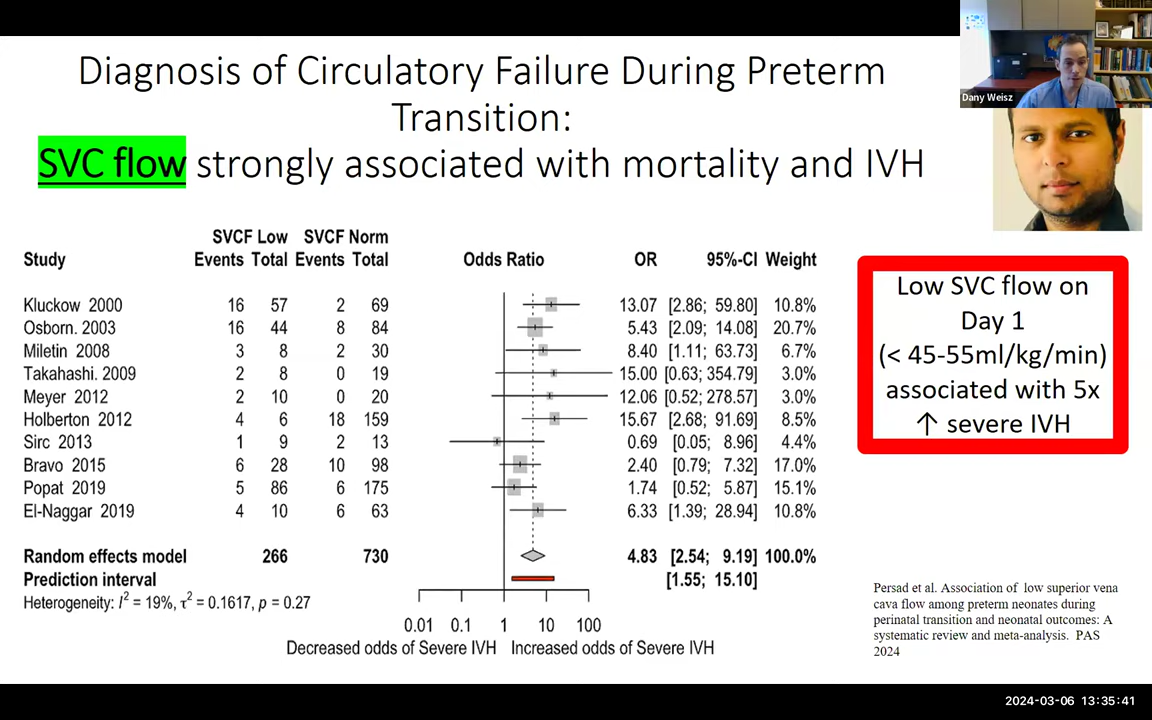 Diagnosis of Circulatory Failure During Preterm
Transition:
SVC flow strongly associated with mortality and IVH
Dany Weisz
SVCF Low SVCF Norm
Study Events Total Events Total Odds Ratio OR 95%-CI Weight
Kluckow 2000 16 57 2 69 13.07 [2.86; 59.80] 10.8%
Osborn. 2003 16 44 8 84 5.43 [2.09; 14.08] 20.7%
Miletin 2008 3 8 2 30 8.40 [1.11; 63.73] 6.7%
Takahashi. 2009 2 8 0 19 15.00 [0.63; 354.79] 3.0%
Meyer 2012 2 10 0 20 12.06 [0.52; 278.57] 3.0%
Holberton 2012 4 6 18 159 15.67 [2.68; 91.69] 8.5%
Sirc 2013 1 9 2 13 0.69 [0.05; 8.96] 4.4%
Bravo 2015 6 28 10 98 2.40 [0.79; 7.32] 17.0%
Popat 2019 5 86 6 175 1.74 [0.52; 5.87] 15.1%
El-Naggar 2019 4 10 6 63 6.33 [1.39; 28.94] 10.8%
Random effects model 266 730 4.83 [2.54; 9.19] 100.0%
Prediction interval [1.55; 15.10]
Heterogeneity: I² = 19%, τ² = 0.1617, p = 0.27
0.01 0.1 1 10 100
Decreased odds of Severe IVH Increased odds of Severe IVH
Low SVC flow on
Day 1
(< 45-55ml/kg/min)
associated with 5x
↑ severe IVH
Persad et al. Association of low superior vena
cava flow among preterm neonates during
perinatal transition and neonatal outcomes: A
systematic review and meta-analysis. PAS
2024
2024-03-06 13:35:41